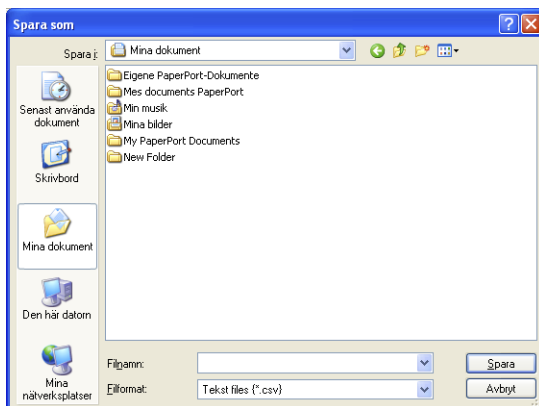 Spara som
Spara i:
Mina dokument
Senast använda
dokument
Skrivbord
Mina dokument
Den här datorn
Mina
nätverksplatser
Eigene PaperPort-Dokumente
Mes documents PaperPort
Min musik
Mina bilder
My PaperPort Documents
New Folder
Filnamn:
Spara
Filformat:
Tekst files (*.csv)
Avbryt